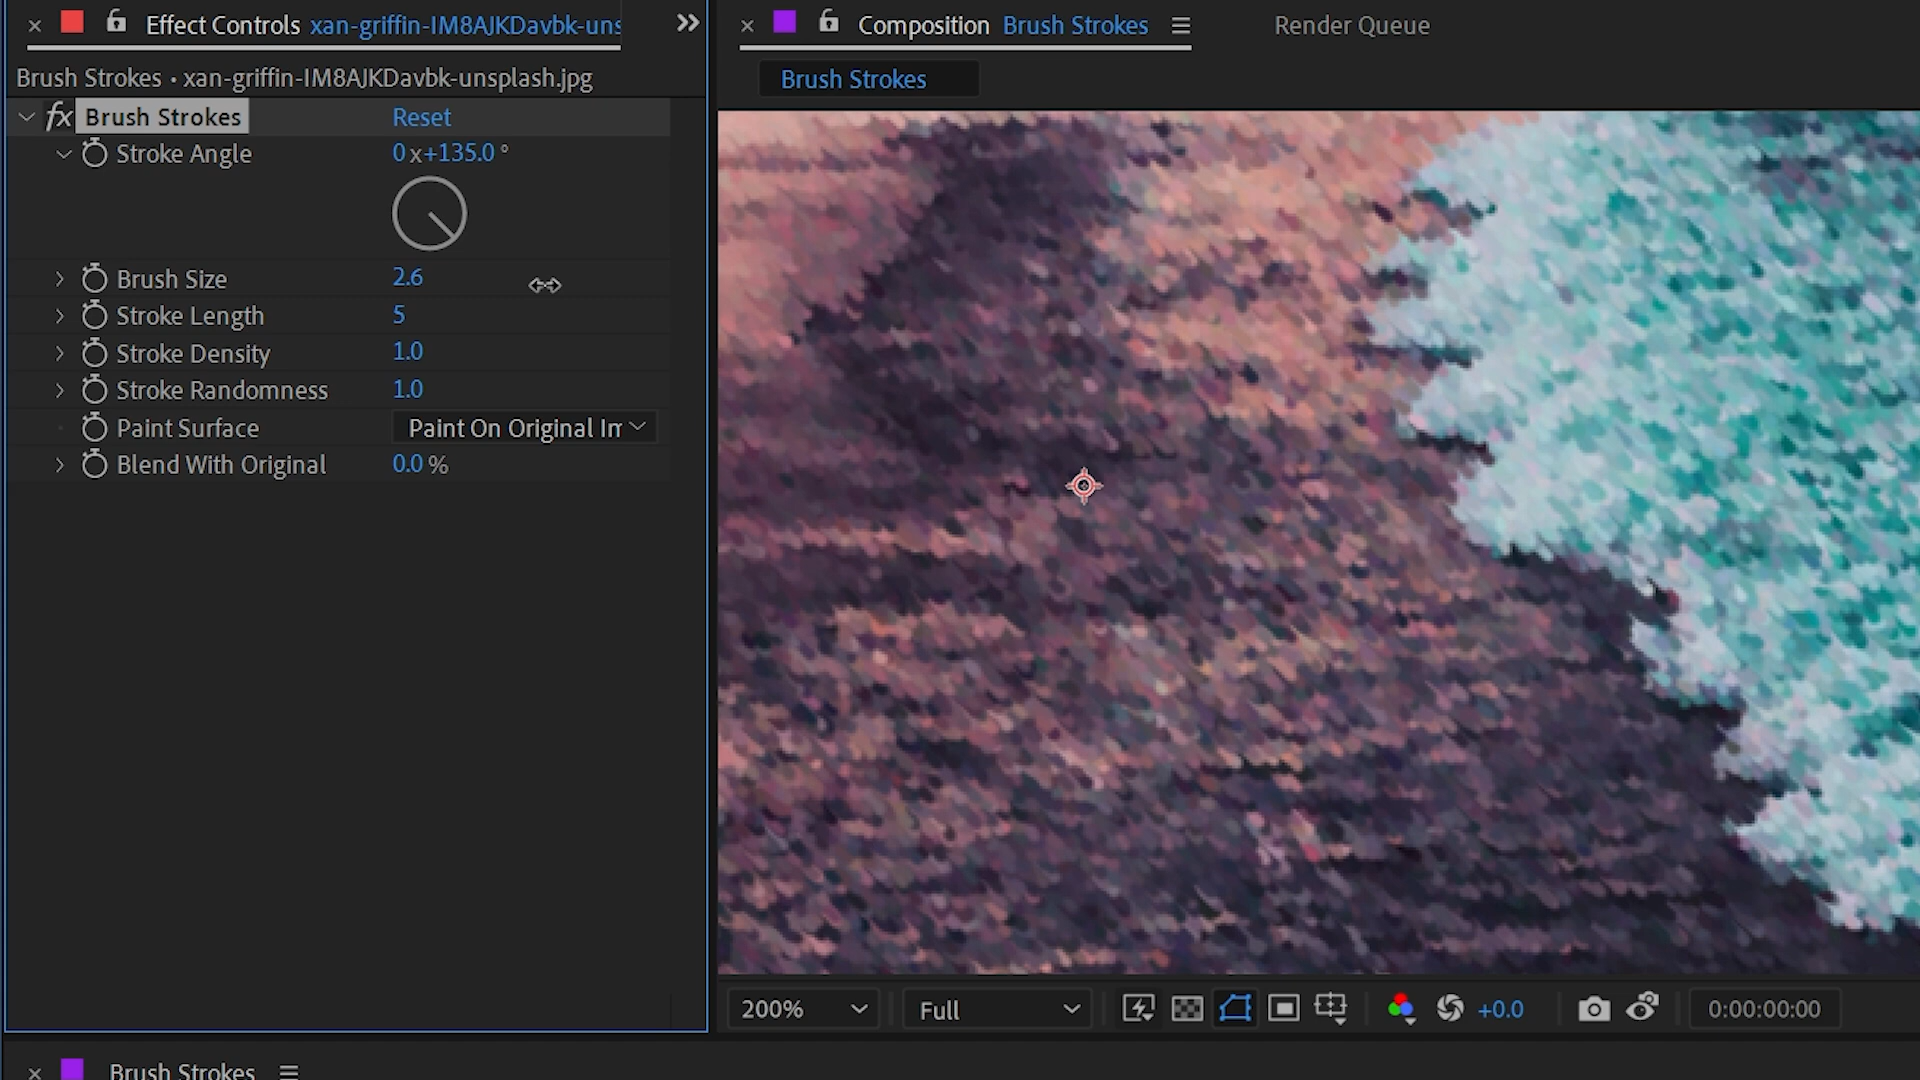 Effect Controls xan-griffin-IM8AJKDavbk-uns
Composition Brush Strokes
Render Queue
Brush Strokes • xan-griffin-IM8AJKDavbk-unsplash.jpg
Brush Strokes
fx Brush Strokes Reset
Stroke Angle 0x+135.0°
Brush Size 2.6
Stroke Length 5
Stroke Density 1.0
Stroke Randomness 1.0
Paint Surface Paint On Original Im
Blend With Original 0.0%
200% Full +0.0 0:00:00:00
Brush Strokes